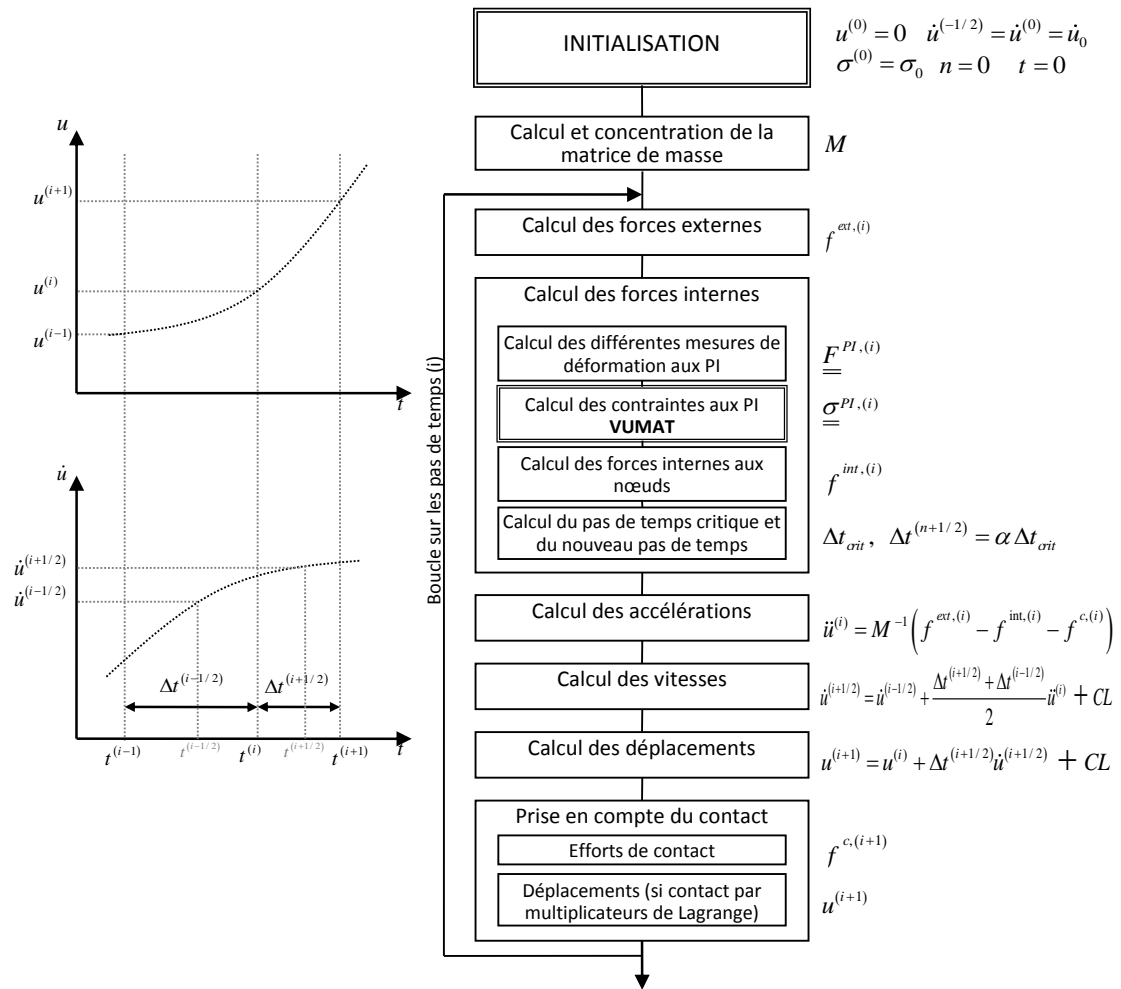 INITIALISATION
u^(0) = 0 u̇^(-1/2) = u̇^(0) = u̇_0
σ^(0) = σ_0 n = 0 t = 0
Calcul et concentration de la
matrice de masse
M
Calcul des forces externes
f^ext,(i)
Calcul des forces internes
Calcul des différentes mesures de
déformation aux PI
F^PI,(i)
Calcul des contraintes aux PI
VUMAT
σ^PI,(i)
Calcul des forces internes aux
nœuds
f^int,(i)
Calcul du pas de temps critique et
du nouveau pas de temps
Δt_crit, Δt^(n+1/2) = α Δt_crit
Calcul des accélérations
ü^(i) = M^-1 (f^ext,(i) − f^int,(i) − f^c,(i))
Calcul des vitesses
u̇^(i+1/2) = u̇^(i-1/2) + (Δt^(i+1/2) + Δt^(i-1/2))/2 ü^(i) + CL
Calcul des déplacements
u^(i+1) = u^(i) + Δt^(i+1/2) u̇^(i+1/2) + CL
Prise en compte du contact
Efforts de contact
f^c,(i+1)
Déplacements (si contact par
multiplicateurs de Lagrange)
u^(i+1)
Boucle sur les pas de temps (i)
u
u^(i+1)
u^(i)
u^(i-1)
t
u̇
u̇^(i+1/2)
u̇^(i-1/2)
Δt^(i-1/2) Δt^(i+1/2)
t^(i-1) t^(i-1/2) t^(i) t^(i+1/2) t^(i+1) t